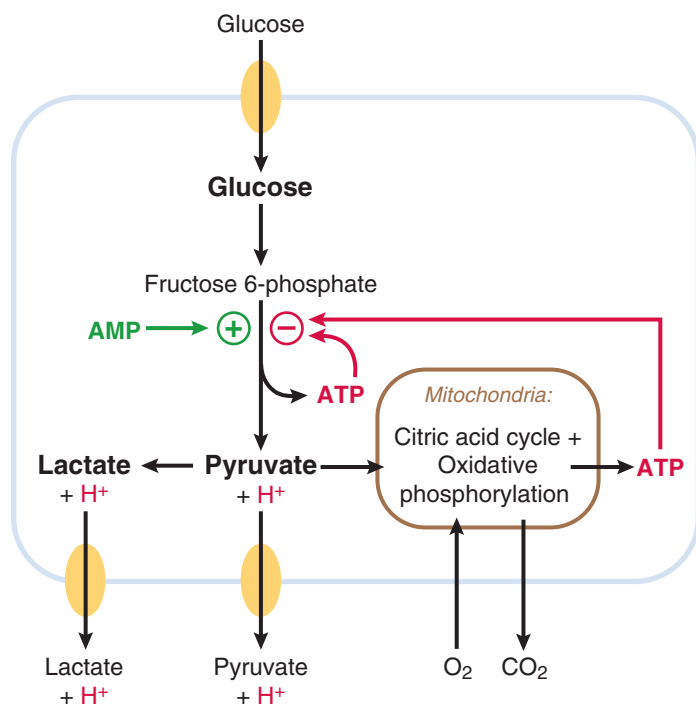 Glucose
Glucose
Fructose 6-phosphate
AMP + −
ATP
Mitochondria:
Citric acid cycle +
Oxidative
phosphorylation
ATP
Lactate
+ H⁺
Pyruvate
+ H⁺
Lactate
+ H⁺
Pyruvate
+ H⁺
O₂
CO₂